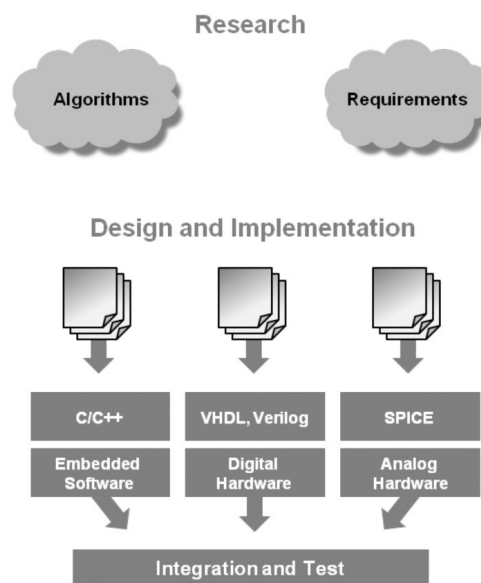 Research
Algorithms
Requirements
Design and Implementation
C/C++
VHDL, Verilog
SPICE
Embedded
Software
Digital
Hardware
Analog
Hardware
Integration and Test